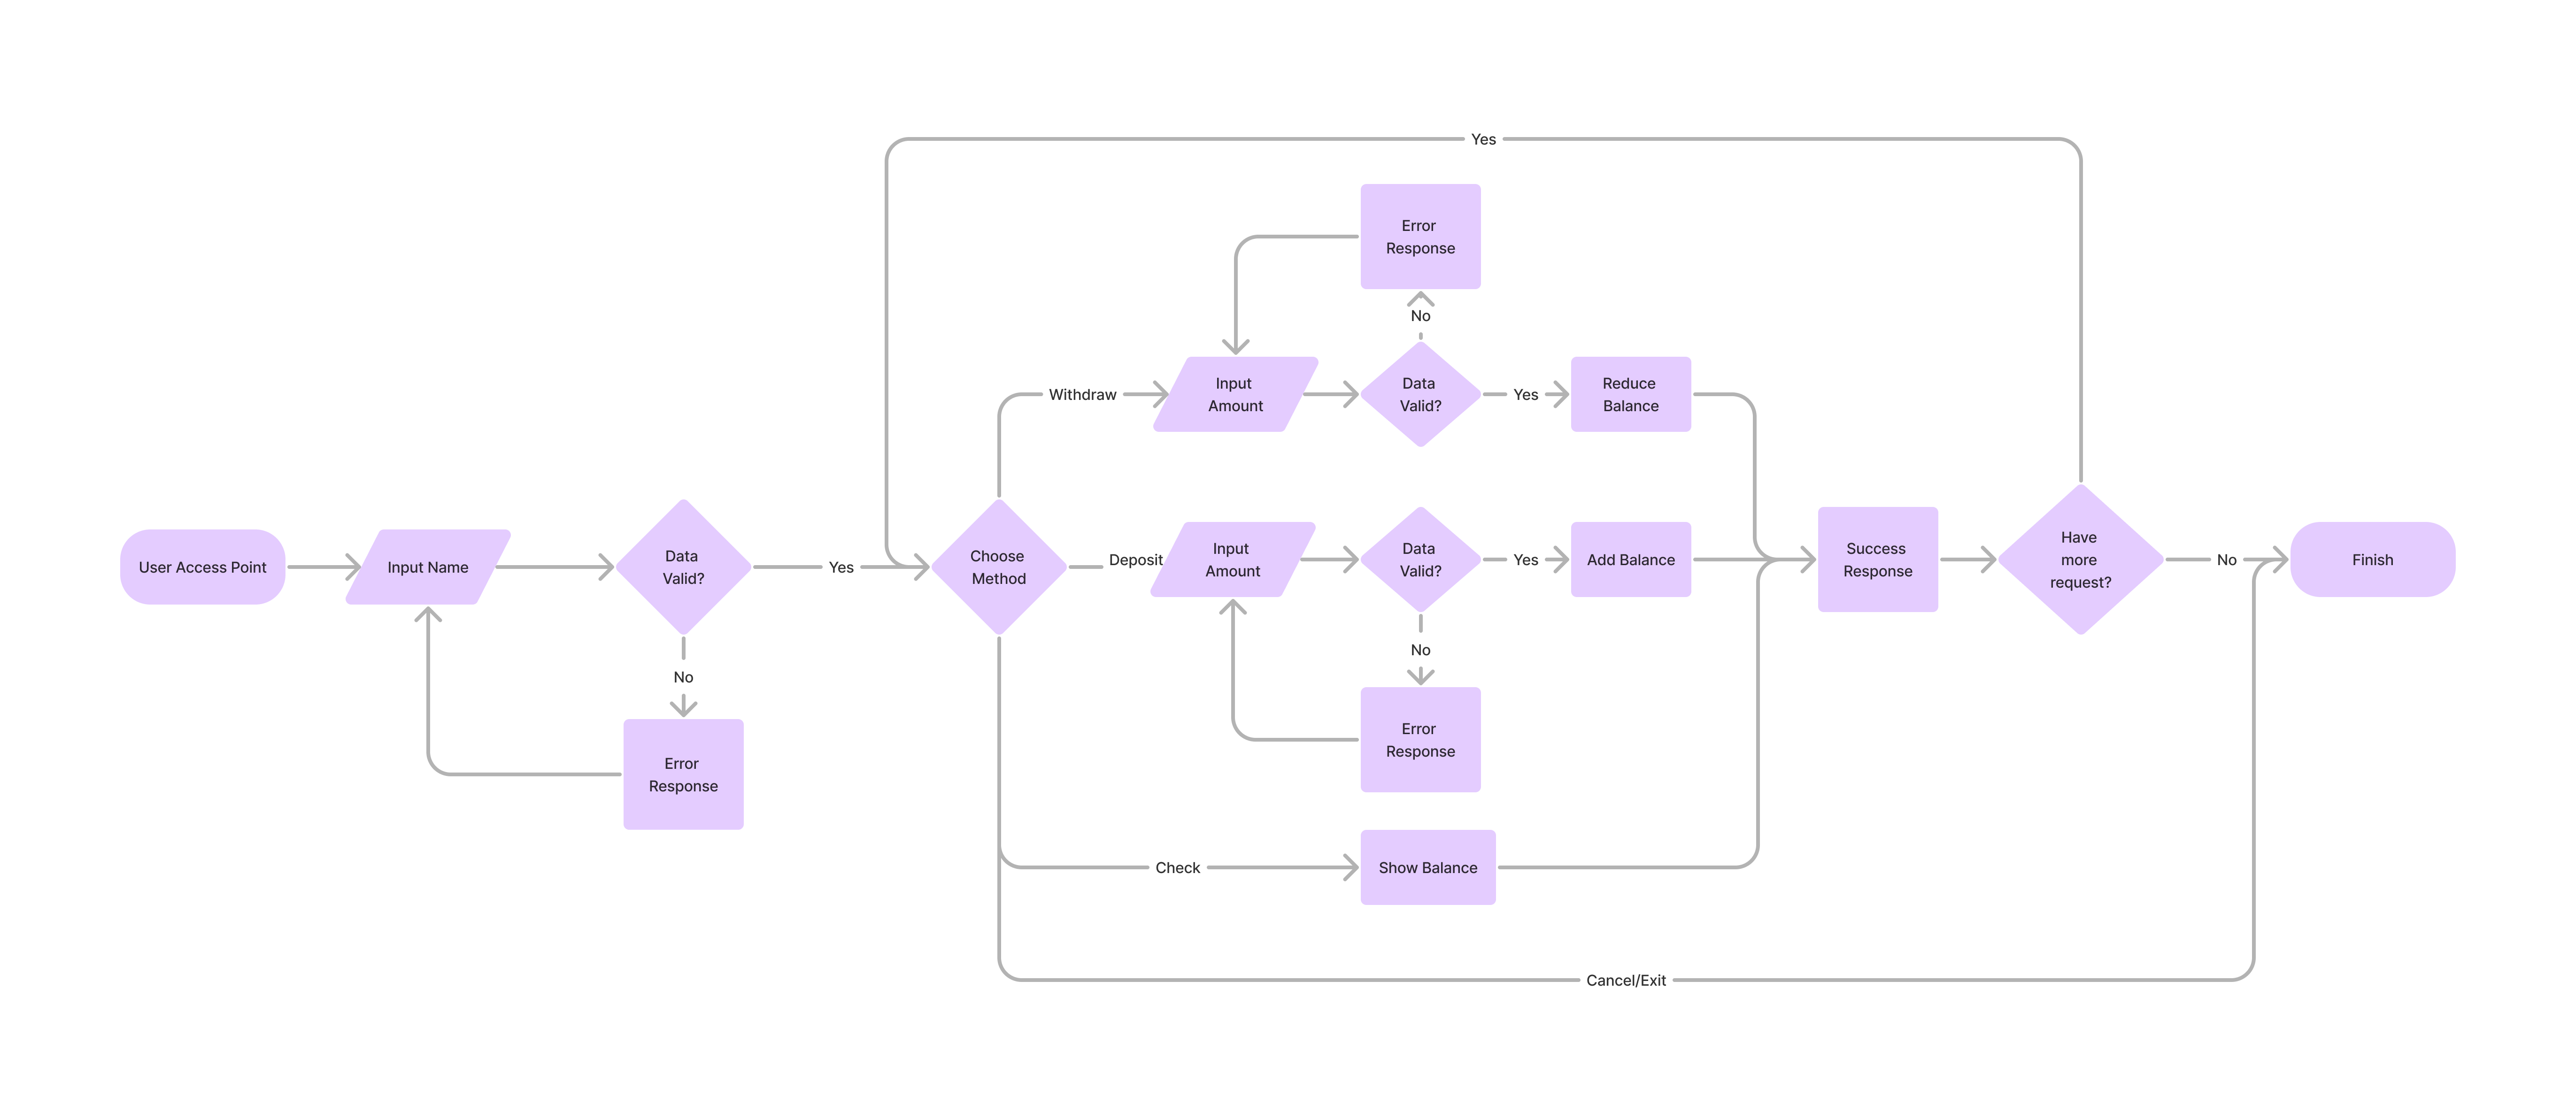 Yes
Error
Response
No
Withdraw
Input
Amount
Data
Valid?
Yes
Reduce
Balance
User Access Point
Input Name
Data
Valid?
Yes
Choose
Method
Deposit
Input
Amount
Data
Valid?
Yes
Add Balance
Success
Response
Have
more
request?
No
Finish
No
No
Error
Response
Error
Response
Check
Show Balance
Cancel/Exit